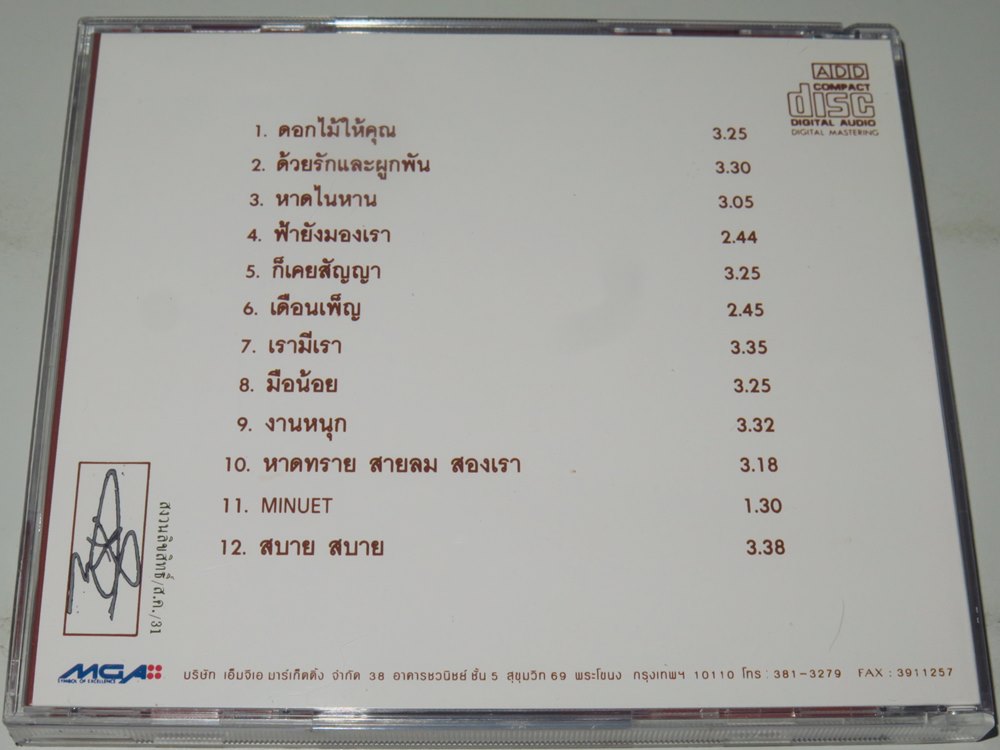 ADD
COMPACT
disc
DIGITAL AUDIO
DIGITAL MASTERING
1. ดอกไม้ให้คุณ 3.25
2. ด้วยรักและผูกพัน 3.30
3. หาดไนหาน 3.05
4. ฟ้ายังมองเรา 2.44
5. ก็เคยสัญญา 3.25
6. เดือนเพ็ญ 2.45
7. เรามีเรา 3.35
8. มือน้อย 3.25
9. งานหนุก 3.32
10. หาดทราย สายลม สองเรา 3.18
11. MINUET 1.30
12. สบาย สบาย 3.38
สงวนลิขสิทธิ์/ส.ค./31
MGA
SYMBOL OF EXCELLENCE
บริษัท เอ็มจีเอ มาร์เก็ตติ้ง จำกัด 38 อาคารชวนิชย์ ชั้น 5 สุขุมวิท 69 พระโขนง กรุงเทพฯ 10110 โทร : 381-3279 FAX : 3911257